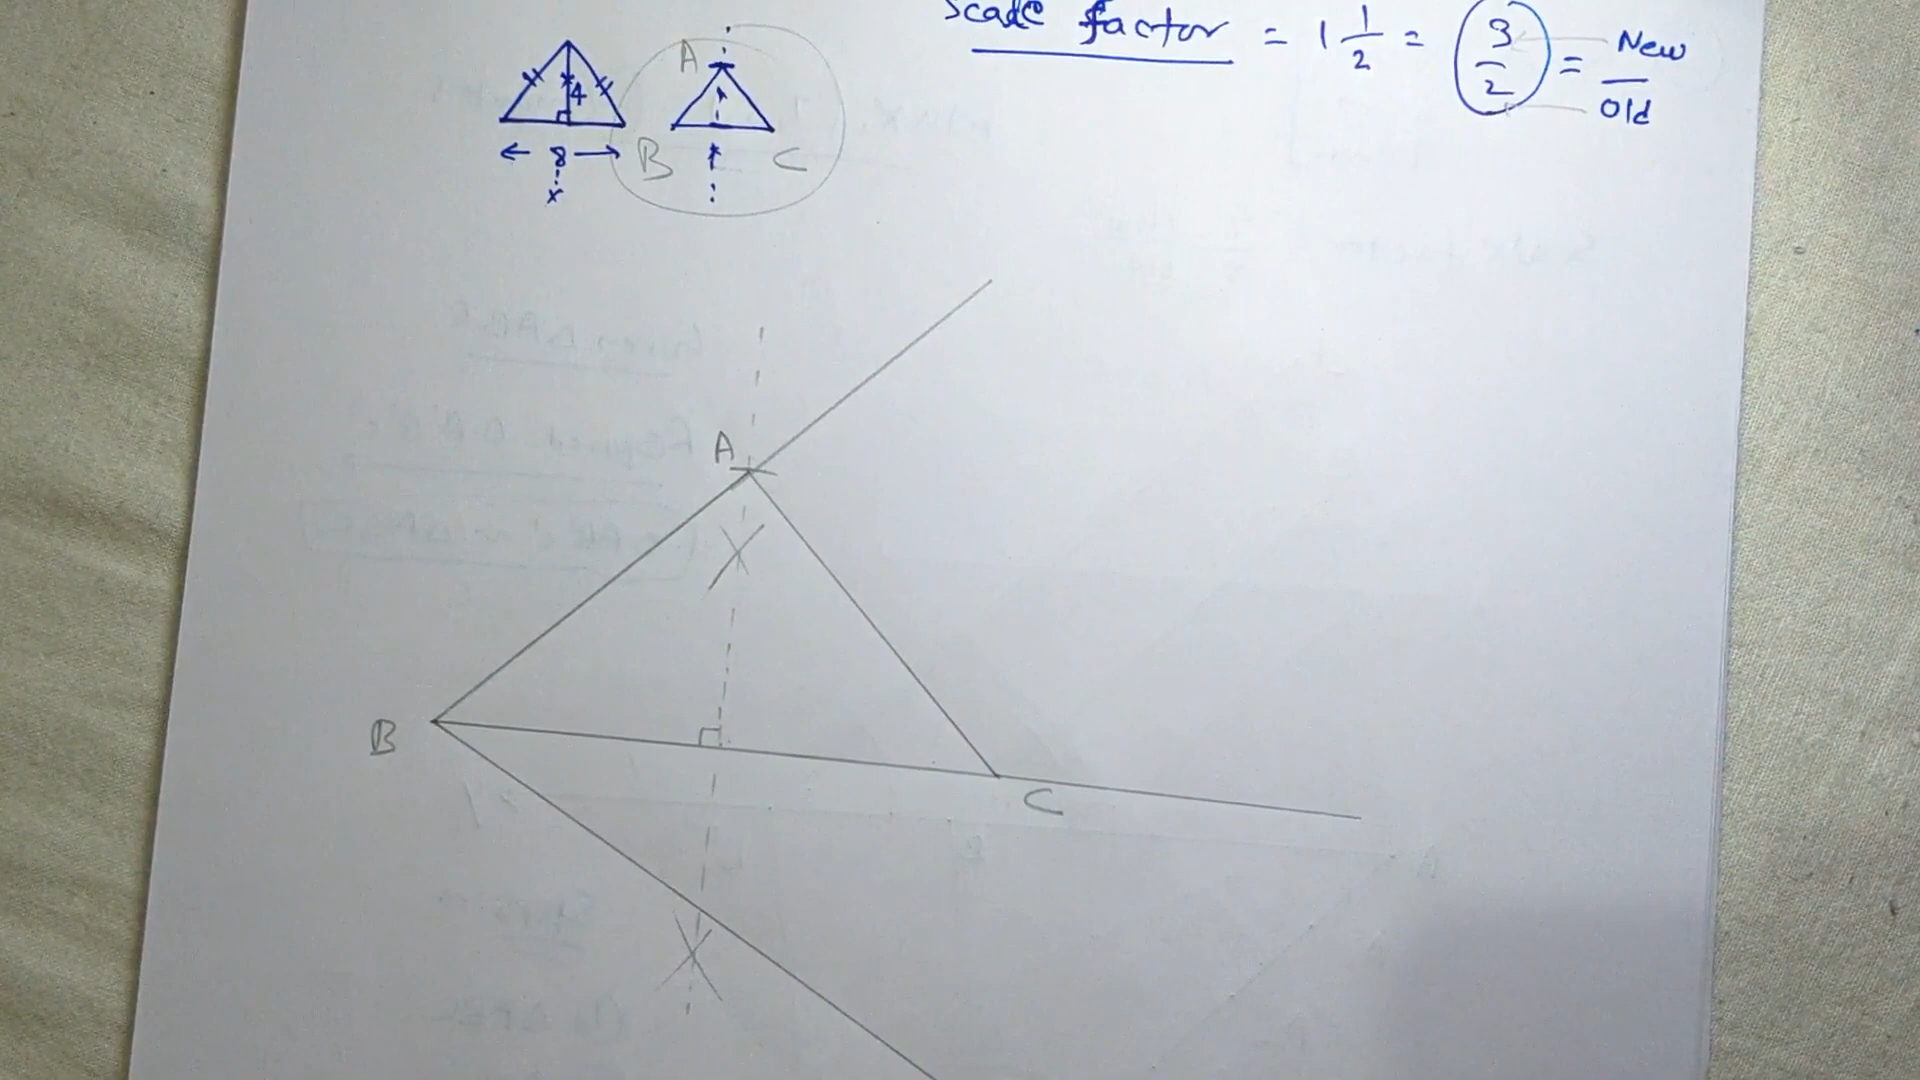 Scale factor = 1 1/2 = 3/2 = New/Old
4
8
x
A
B C
A
B
C